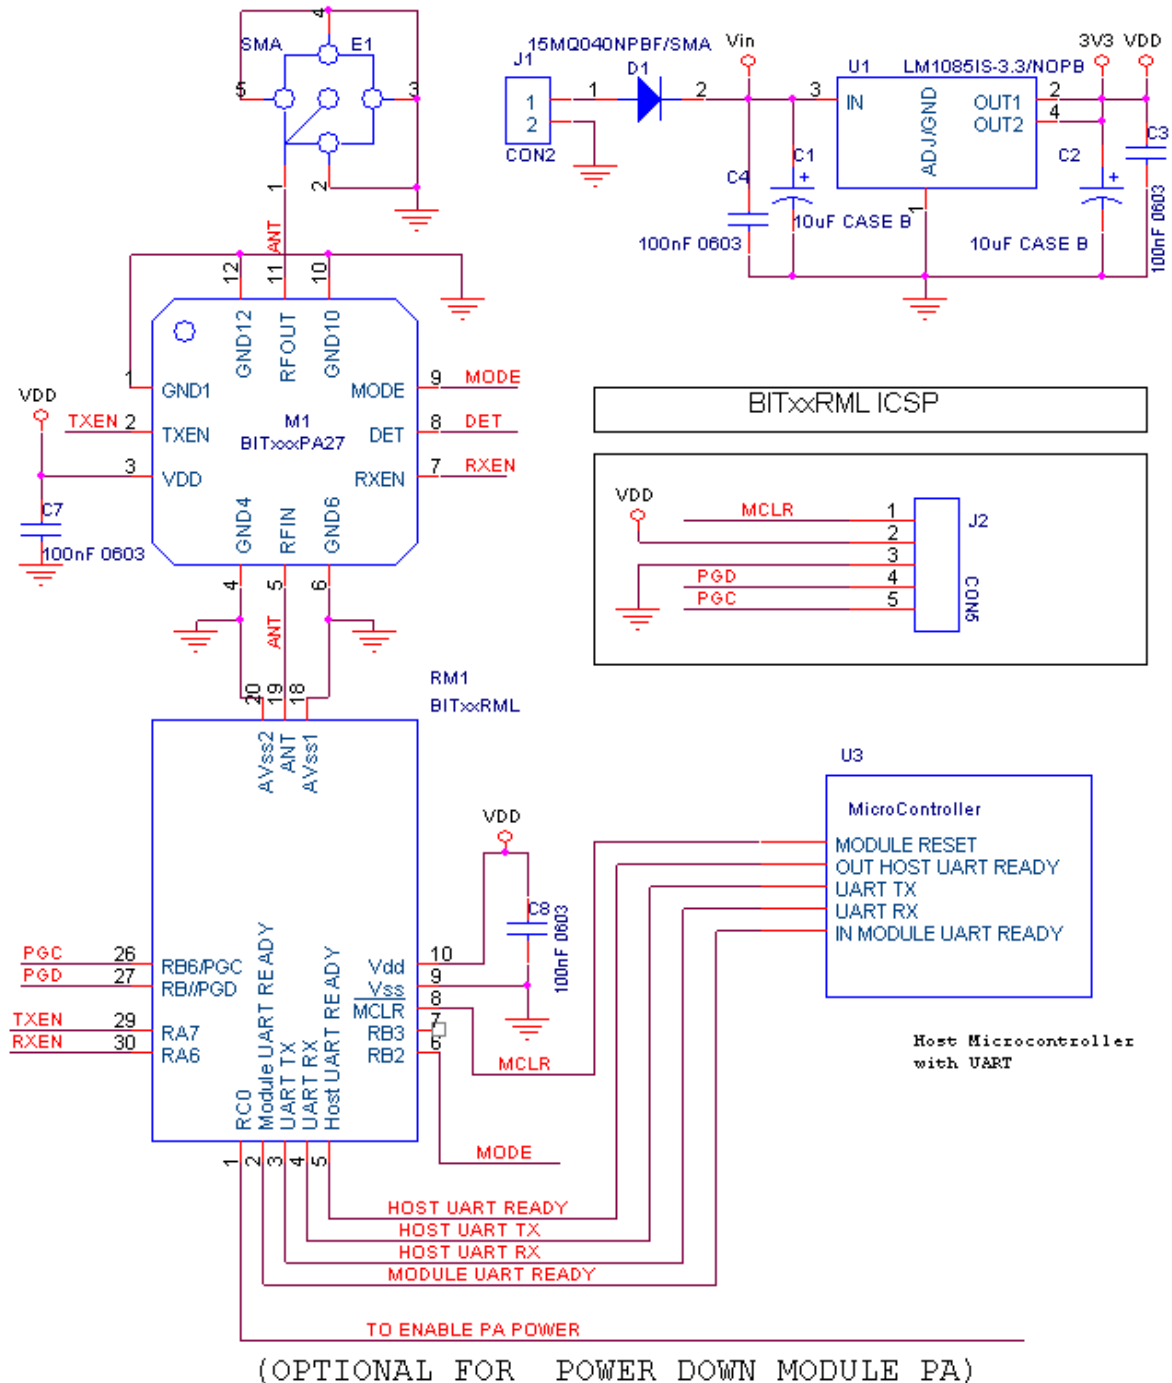 4
SMA
E1
5
3
1
2
ANT
15MQ040NPBF/SMA
Vin
3V3
VDD
J1
D1
U1
LM1085IS-3.3/NOPB
1
2
1
2
CON2
3
IN
ADJ/GND
OUT1
OUT2
2
4
1
C4
C1
+
C2
+
C3
100nF 0603
10uF CASE B
10uF CASE B
100nF 0603
12
11
10
GND12
RFOUT
GND10
1
GND1
MODE
9
MODE
VDD
TXEN
2
TXEN
M1
BITxxxPA27
DET
8
DET
3
VDD
RXEN
7
RXEN
C7
100nF 0603
GND4
RFIN
GND6
4
5
6
ANT
BITxxRML ICSP
VDD
MCLR
1
2
3
PGD
4
PGC
5
J2
CON5
RM1
BITxxRML
20
19
18
AVss2
ANT
AVss1
U3
MicroController
MODULE RESET
OUT HOST UART READY
UART TX
UART RX
IN MODULE UART READY
Host Microcontroller
with UART
VDD
C8
100nF 0603
PGC
26
RB6/PGC
PGD
27
RB//PGD
TXEN
29
RA7
RXEN
30
RA6
Vdd
10
Vss
9
MCLR
8
RB3
7
RB2
6
MCLR
MODE
RC0
Module UART READY
UART TX
UART RX
Host UART READY
1
2
3
4
5
HOST UART READY
HOST UART TX
HOST UART RX
MODULE UART READY
TO ENABLE PA POWER
(OPTIONAL FOR POWER DOWN MODULE PA)